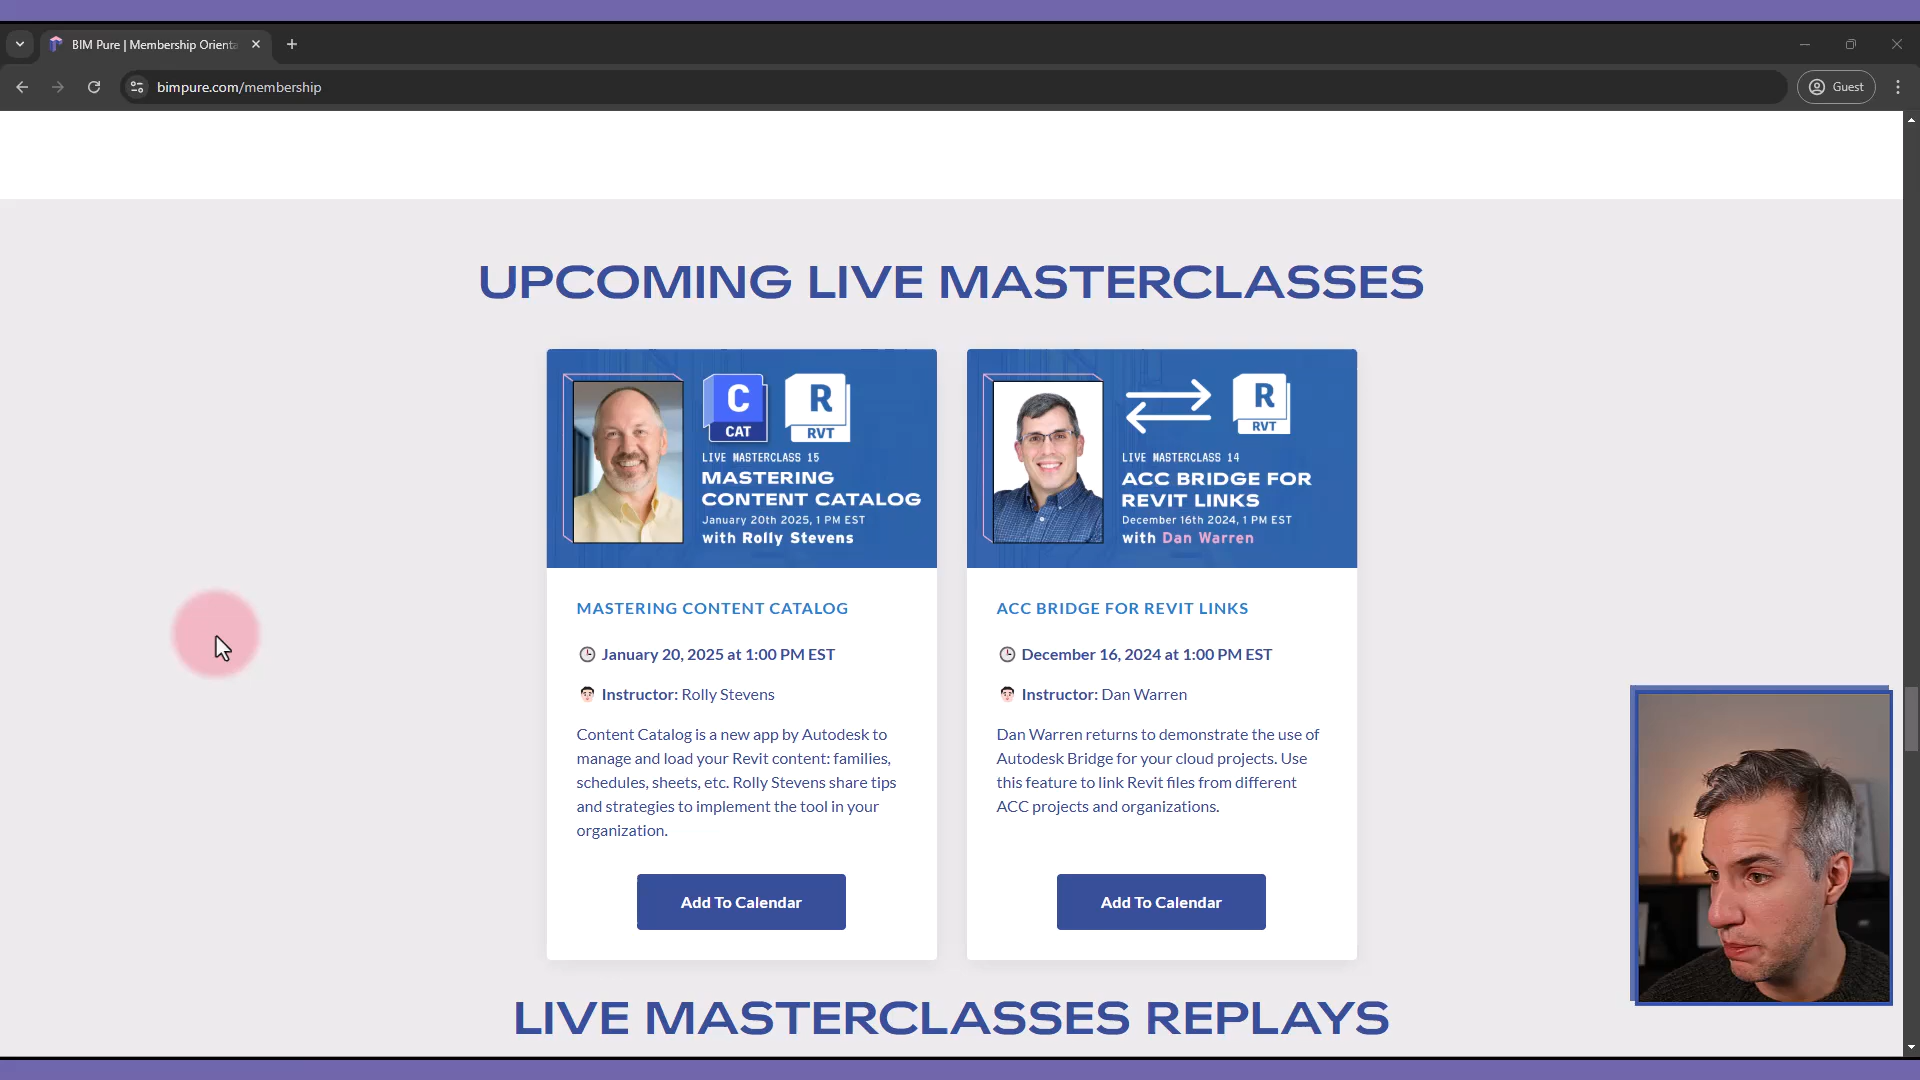 BIM Pure | Membership Orienta
bimpure.com/membership
Guest
UPCOMING LIVE MASTERCLASSES
C
CAT
R
RVT
LIVE MASTERCLASS 15
MASTERING
CONTENT CATALOG
January 20th 2025, 1 PM EST
with Rolly Stevens
R
RVT
LIVE MASTERCLASS 14
ACC BRIDGE FOR
REVIT LINKS
December 16th 2024, 1 PM EST
with Dan Warren
MASTERING CONTENT CATALOG
January 20, 2025 at 1:00 PM EST
Instructor: Rolly Stevens
Content Catalog is a new app by Autodesk to
manage and load your Revit content: families,
schedules, sheets, etc. Rolly Stevens share tips
and strategies to implement the tool in your
organization.
Add To Calendar
ACC BRIDGE FOR REVIT LINKS
December 16, 2024 at 1:00 PM EST
Instructor: Dan Warren
Dan Warren returns to demonstrate the use of
Autodesk Bridge for your cloud projects. Use
this feature to link Revit files from different
ACC projects and organizations.
Add To Calendar
LIVE MASTERCLASSES REPLAYS